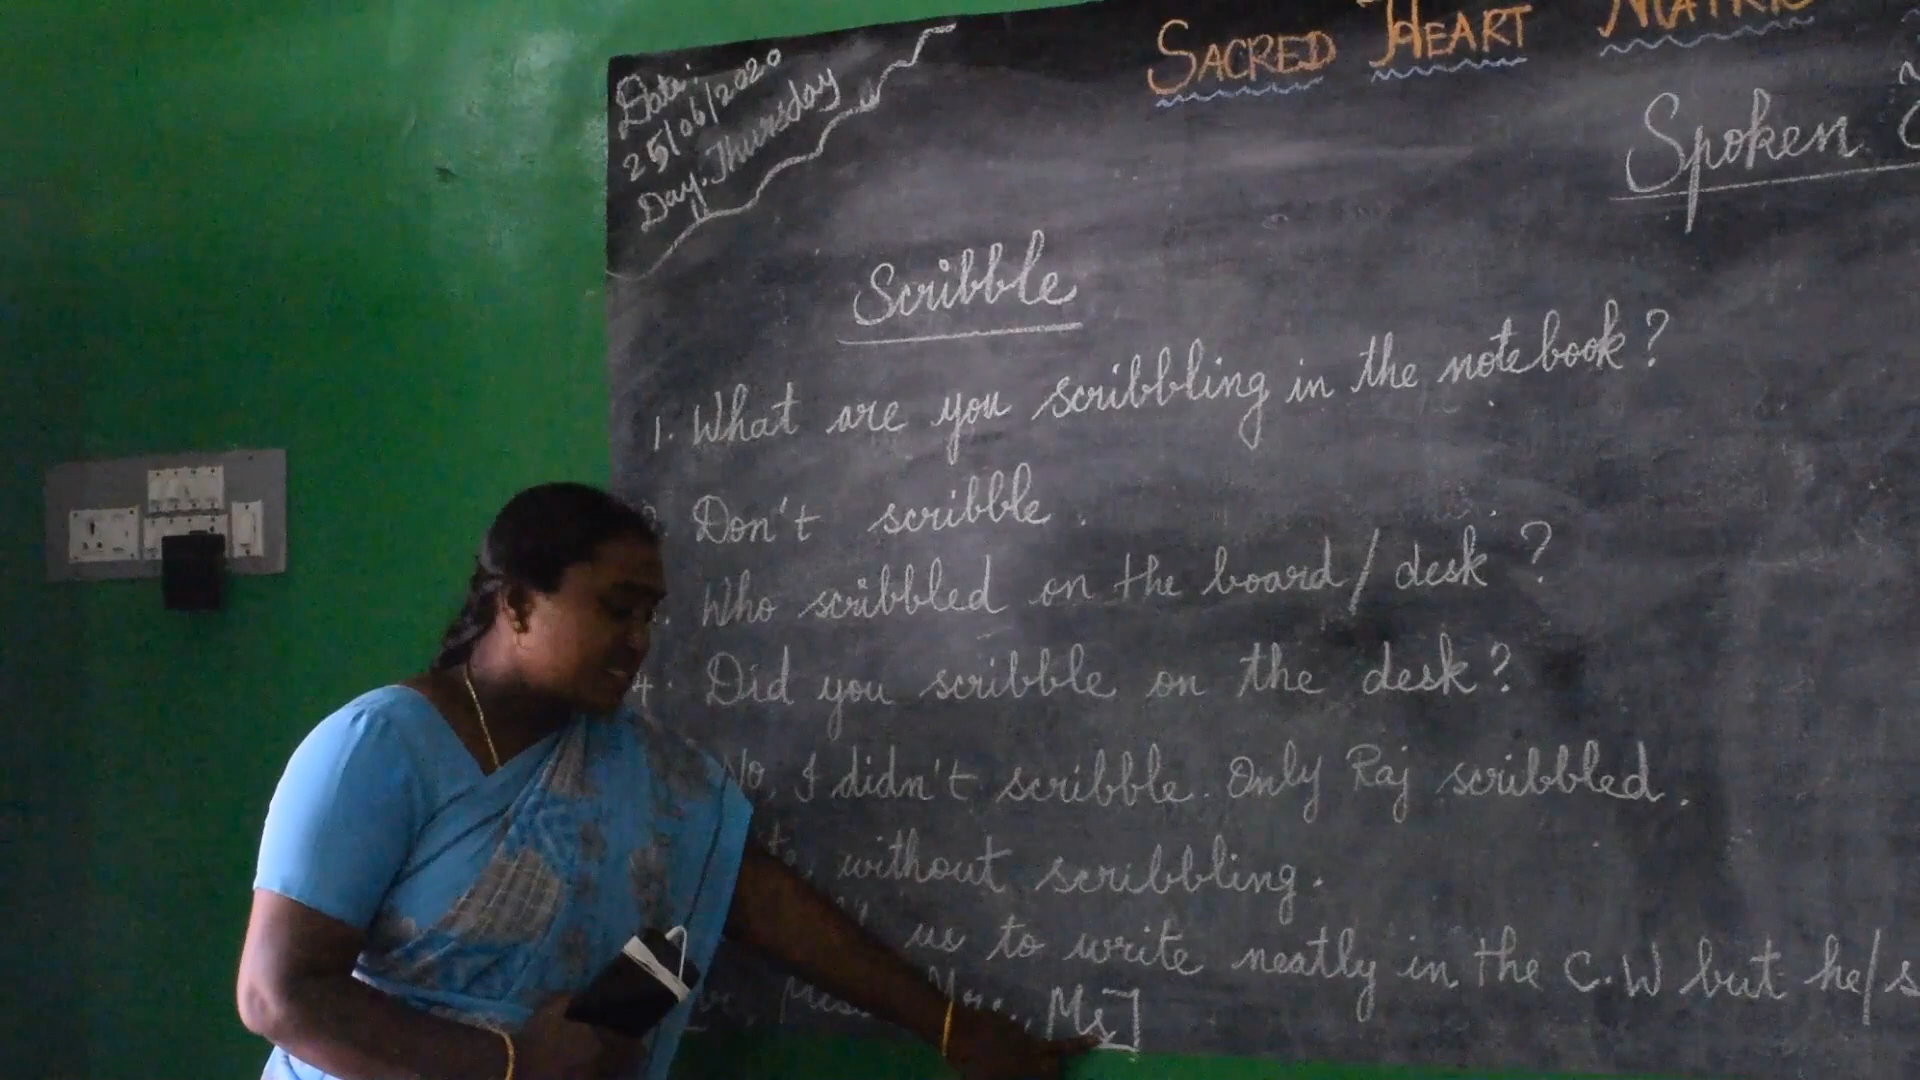 Date:
25/06/2020
Day: Thursday
SACRED HEART MATRIC
Spoken
Scribble
1. What are you scribbling in the notebook?
Don't scribble.
Who scribbled on the board/desk?
4. Did you scribble on the desk?
No, I didn't scribble. Only Raj scribbled.
without scribbling.
us to write neatly in the C.W but he/s
Ms]